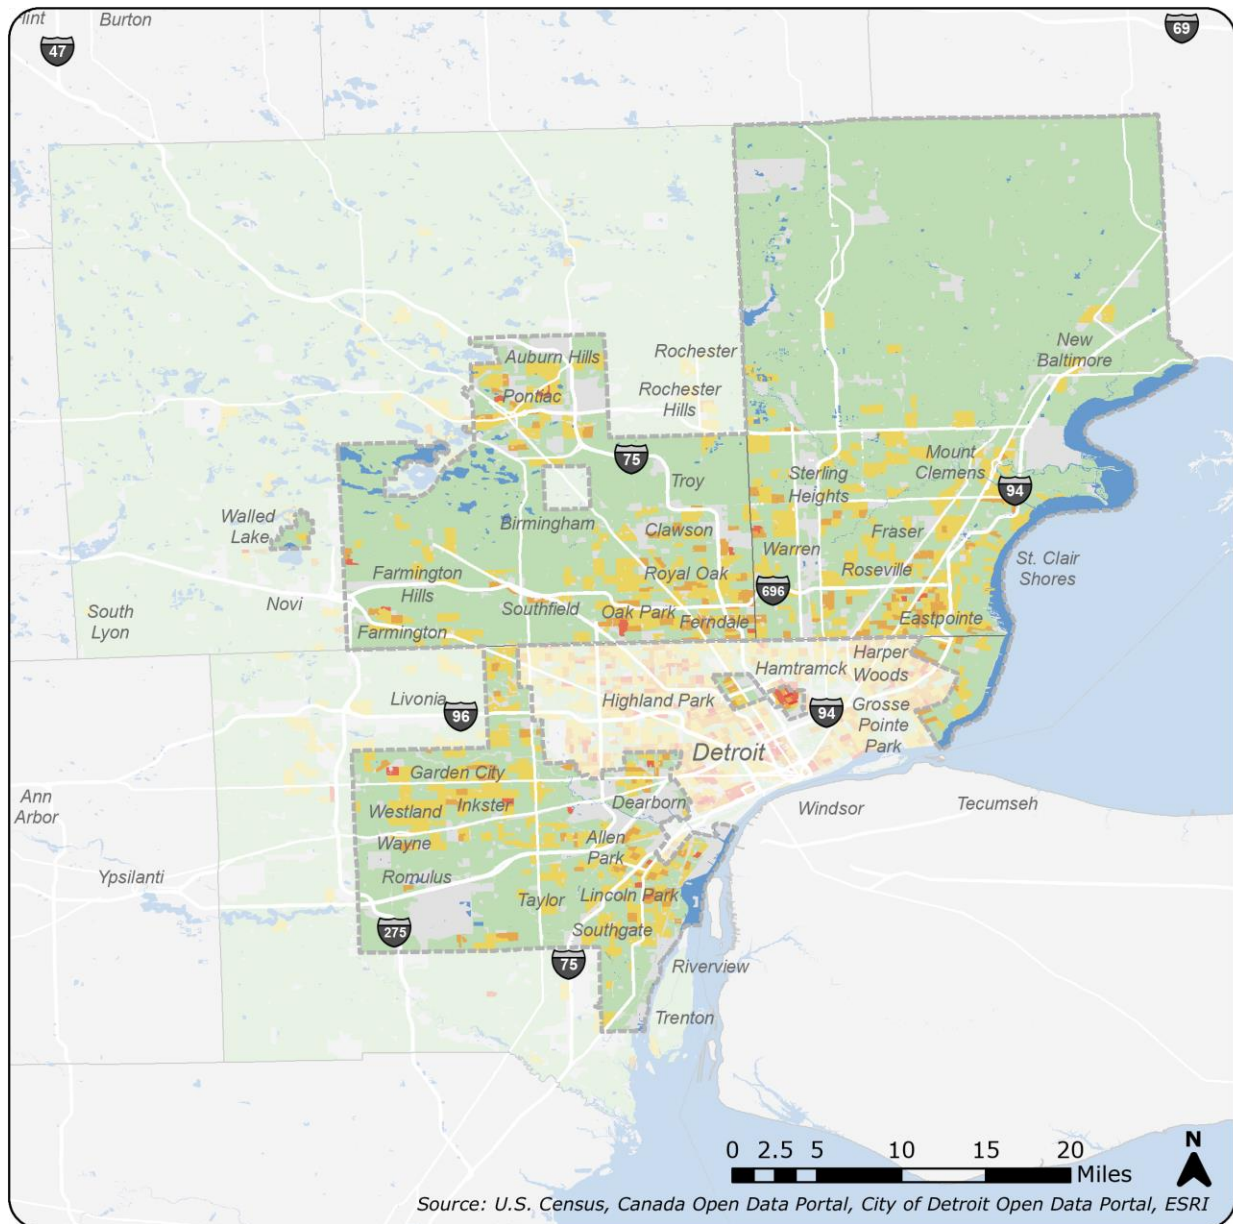 Burton
47
69
New
Baltimore
Rochester
Auburn Hills
Rochester
Hills
Pontiac
75
Mount
Clemens
Troy
Sterling
Heights
94
Walled
Lake
Birmingham
Clawson
Fraser
Warren
St. Clair
Shores
Farmington
Hills
Royal Oak
Roseville
696
Novi
South
Lyon
Southfield
Oak Park
Ferndale
Eastpointe
Farmington
Harper
Woods
Hamtramck
Livonia
Highland Park
96
94
Grosse
Pointe
Park
Detroit
Garden City
Ann
Arbor
Westland
Inkster
Dearborn
Windsor
Tecumseh
Wayne
Allen
Park
Ypsilanti
Romulus
Taylor
Lincoln Park
275
Southgate
75
Riverview
Trenton
N
0 2.5 5 10 15 20
Miles
Source: U.S. Census, Canada Open Data Portal, City of Detroit Open Data Portal, ESRI